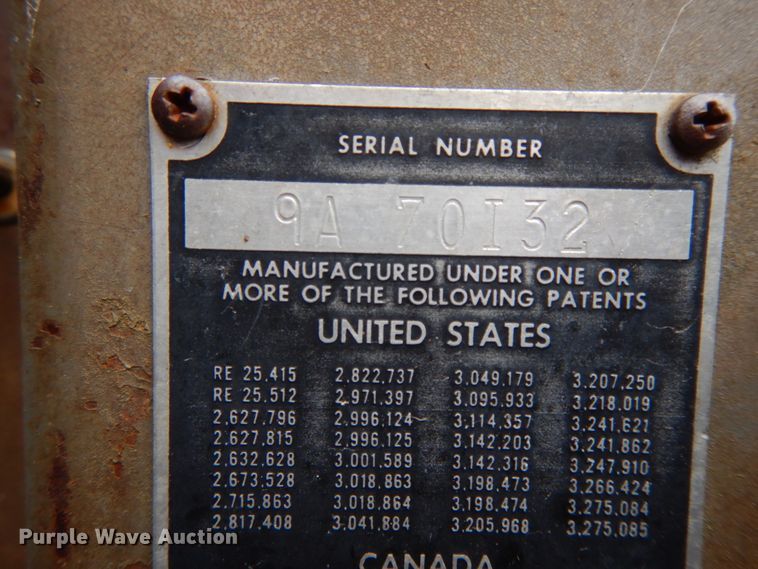 SERIAL NUMBER
9A 70I32
MANUFACTURED UNDER ONE OR
MORE OF THE FOLLOWING PATENTS
UNITED STATES
RE 25.415 2,822,737 3,049,179 3,207,250
RE 25.512 2,971,397 3,095,933 3,218,019
2,627,796 2,996,124 3,114,357 3,241,621
2,627,815 2,996,125 3,142,203 3,241,862
2,632,628 3,001,589 3,142,316 3,247,910
2,673,528 3,018,863 3,198,473 3,266,424
2,715,863 3,018,864 3,198,474 3,275,084
2,817,408 3,041,884 3,205,968 3,275,085
CANADA
Purple Wave Auction